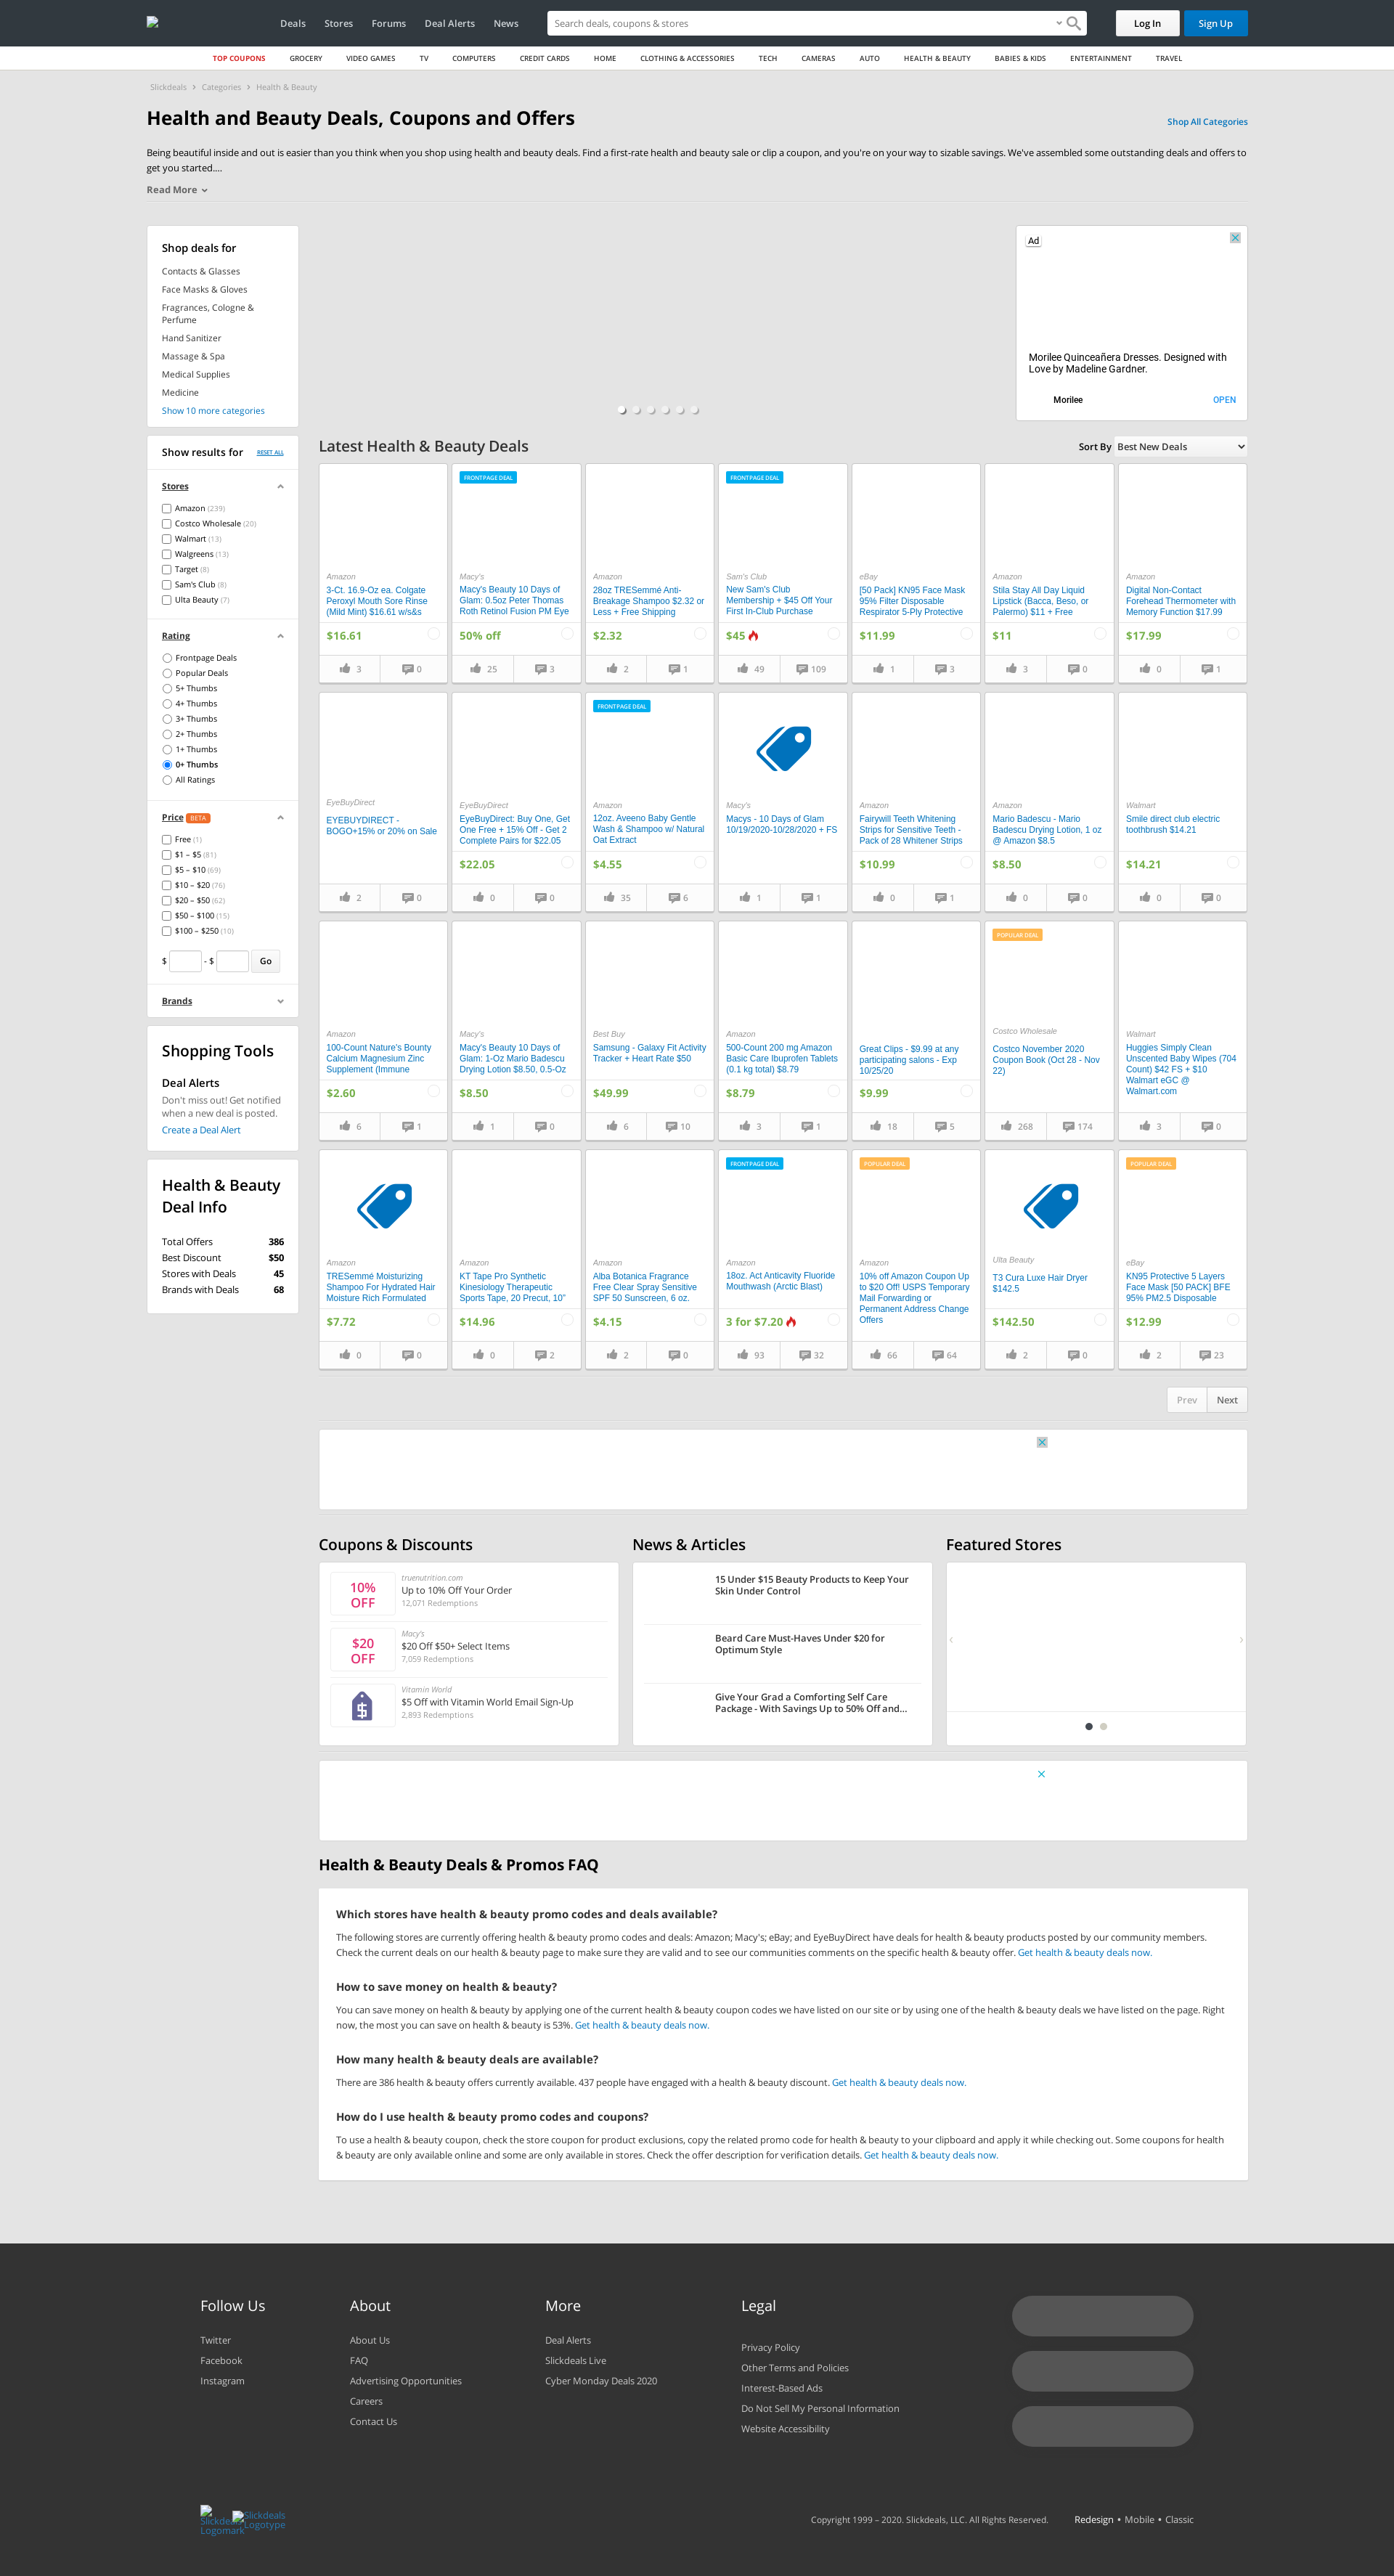 Deals Stores Forums Deal Alerts News
Search deals, coupons & stores
Log In
Sign Up
TOP COUPONS GROCERY VIDEO GAMES TV COMPUTERS CREDIT CARDS HOME CLOTHING & ACCESSORIES TECH CAMERAS AUTO HEALTH & BEAUTY BABIES & KIDS ENTERTAINMENT TRAVEL
Slickdeals › Categories › Health & Beauty
Health and Beauty Deals, Coupons and Offers
Shop All Categories
Being beautiful inside and out is easier than you think when you shop using health and beauty deals. Find a first-rate health and beauty sale or clip a coupon, and you're on your way to sizable savings. We've assembled some outstanding deals and offers to
get you started....
Read More
Shop deals for
Contacts & Glasses
Face Masks & Gloves
Fragrances, Cologne &
Perfume
Hand Sanitizer
Massage & Spa
Medical Supplies
Medicine
Show 10 more categories
Ad
Morilee Quinceañera Dresses. Designed with
Love by Madeline Gardner.
Morilee
OPEN
Show results for
RESET ALL
Stores
Amazon (239)
Costco Wholesale (20)
Walmart (13)
Walgreens (13)
Target (8)
Sam's Club (8)
Ulta Beauty (7)
Rating
Frontpage Deals
Popular Deals
5+ Thumbs
4+ Thumbs
3+ Thumbs
2+ Thumbs
1+ Thumbs
0+ Thumbs
All Ratings
Price BETA
Free (1)
$1 – $5 (81)
$5 – $10 (69)
$10 – $20 (76)
$20 – $50 (62)
$50 – $100 (15)
$100 – $250 (10)
$ - $ Go
Brands
Shopping Tools
Deal Alerts
Don't miss out! Get notified
when a new deal is posted.
Create a Deal Alert
Health & Beauty
Deal Info
Total Offers 386
Best Discount $50
Stores with Deals 45
Brands with Deals 68
Latest Health & Beauty Deals
Sort By Best New Deals
Amazon
3-Ct. 16.9-Oz ea. Colgate
Peroxyl Mouth Sore Rinse
(Mild Mint) $16.61 w/s&s
$16.61
3 0
FRONTPAGE DEAL
Macy's
Macy's Beauty 10 Days of
Glam: 0.5oz Peter Thomas
Roth Retinol Fusion PM Eye
50% off
25 3
Amazon
28oz TRESemmé Anti-
Breakage Shampoo $2.32 or
Less + Free Shipping
$2.32
2 1
FRONTPAGE DEAL
Sam's Club
New Sam's Club
Membership + $45 Off Your
First In-Club Purchase
$45
49 109
eBay
[50 Pack] KN95 Face Mask
95% Filter Disposable
Respirator 5-Ply Protective
$11.99
1 3
Amazon
Stila Stay All Day Liquid
Lipstick (Bacca, Beso, or
Palermo) $11 + Free
$11
3 0
Amazon
Digital Non-Contact
Forehead Thermometer with
Memory Function $17.99
$17.99
0 1
EyeBuyDirect
EYEBUYDIRECT -
BOGO+15% or 20% on Sale
2 0
EyeBuyDirect
EyeBuyDirect: Buy One, Get
One Free + 15% Off - Get 2
Complete Pairs for $22.05
$22.05
0 0
FRONTPAGE DEAL
Amazon
12oz. Aveeno Baby Gentle
Wash & Shampoo w/ Natural
Oat Extract
$4.55
35 6
Macy's
Macys - 10 Days of Glam
10/19/2020-10/28/2020 + FS
1 1
Amazon
Fairywill Teeth Whitening
Strips for Sensitive Teeth -
Pack of 28 Whitener Strips
$10.99
0 1
Amazon
Mario Badescu - Mario
Badescu Drying Lotion, 1 oz
@ Amazon $8.5
$8.50
0 0
Walmart
Smile direct club electric
toothbrush $14.21
$14.21
0 0
Amazon
100-Count Nature's Bounty
Calcium Magnesium Zinc
Supplement (Immune
$2.60
6 1
Macy's
Macy's Beauty 10 Days of
Glam: 1-Oz Mario Badescu
Drying Lotion $8.50, 0.5-Oz
$8.50
1 0
Best Buy
Samsung - Galaxy Fit Activity
Tracker + Heart Rate $50
$49.99
6 10
Amazon
500-Count 200 mg Amazon
Basic Care Ibuprofen Tablets
(0.1 kg total) $8.79
$8.79
3 1
Great Clips - $9.99 at any
participating salons - Exp
10/25/20
$9.99
18 5
POPULAR DEAL
Costco Wholesale
Costco November 2020
Coupon Book (Oct 28 - Nov
22)
268 174
Walmart
Huggies Simply Clean
Unscented Baby Wipes (704
Count) $42 FS + $10
Walmart eGC @
Walmart.com
3 0
Amazon
TRESemmé Moisturizing
Shampoo For Hydrated Hair
Moisture Rich Formulated
$7.72
0 0
Amazon
KT Tape Pro Synthetic
Kinesiology Therapeutic
Sports Tape, 20 Precut, 10"
$14.96
0 2
Amazon
Alba Botanica Fragrance
Free Clear Spray Sensitive
SPF 50 Sunscreen, 6 oz.
$4.15
2 0
FRONTPAGE DEAL
Amazon
18oz. Act Anticavity Fluoride
Mouthwash (Arctic Blast)
3 for $7.20
93 32
POPULAR DEAL
Amazon
10% off Amazon Coupon Up
to $20 Off! USPS Temporary
Mail Forwarding or
Permanent Address Change
Offers
66 64
Ulta Beauty
T3 Cura Luxe Hair Dryer
$142.5
$142.50
2 0
POPULAR DEAL
eBay
KN95 Protective 5 Layers
Face Mask [50 PACK] BFE
95% PM2.5 Disposable
$12.99
2 23
Prev Next
Coupons & Discounts
10%
OFF
truenutrition.com
Up to 10% Off Your Order
12,071 Redemptions
$20
OFF
Macy's
$20 Off $50+ Select Items
7,059 Redemptions
Vitamin World
$5 Off with Vitamin World Email Sign-Up
2,893 Redemptions
News & Articles
15 Under $15 Beauty Products to Keep Your
Skin Under Control
Beard Care Must-Haves Under $20 for
Optimum Style
Give Your Grad a Comforting Self Care
Package - With Savings Up to 50% Off and...
Featured Stores
Health & Beauty Deals & Promos FAQ
Which stores have health & beauty promo codes and deals available?
The following stores are currently offering health & beauty promo codes and deals: Amazon; Macy's; eBay; and EyeBuyDirect have deals for health & beauty products posted by our community members.
Check the current deals on our health & beauty page to make sure they are valid and to see our communities comments on the specific health & beauty offer. Get health & beauty deals now.
How to save money on health & beauty?
You can save money on health & beauty by applying one of the current health & beauty coupon codes we have listed on our site or by using one of the health & beauty deals we have listed on the page. Right
now, the most you can save on health & beauty is 53%. Get health & beauty deals now.
How many health & beauty deals are available?
There are 386 health & beauty offers currently available. 437 people have engaged with a health & beauty discount. Get health & beauty deals now.
How do I use health & beauty promo codes and coupons?
To use a health & beauty coupon, check the store coupon for product exclusions, copy the related promo code for health & beauty to your clipboard and apply it while checking out. Some coupons for health
& beauty are only available online and some are only available in stores. Check the offer description for verification details. Get health & beauty deals now.
Follow Us
Twitter
Facebook
Instagram
About
About Us
FAQ
Advertising Opportunities
Careers
Contact Us
More
Deal Alerts
Slickdeals Live
Cyber Monday Deals 2020
Legal
Privacy Policy
Other Terms and Policies
Interest-Based Ads
Do Not Sell My Personal Information
Website Accessibility
Slickdeals
Logomark
Slickdeals
Logotype
Copyright 1999 – 2020. Slickdeals, LLC. All Rights Reserved.
Redesign • Mobile • Classic